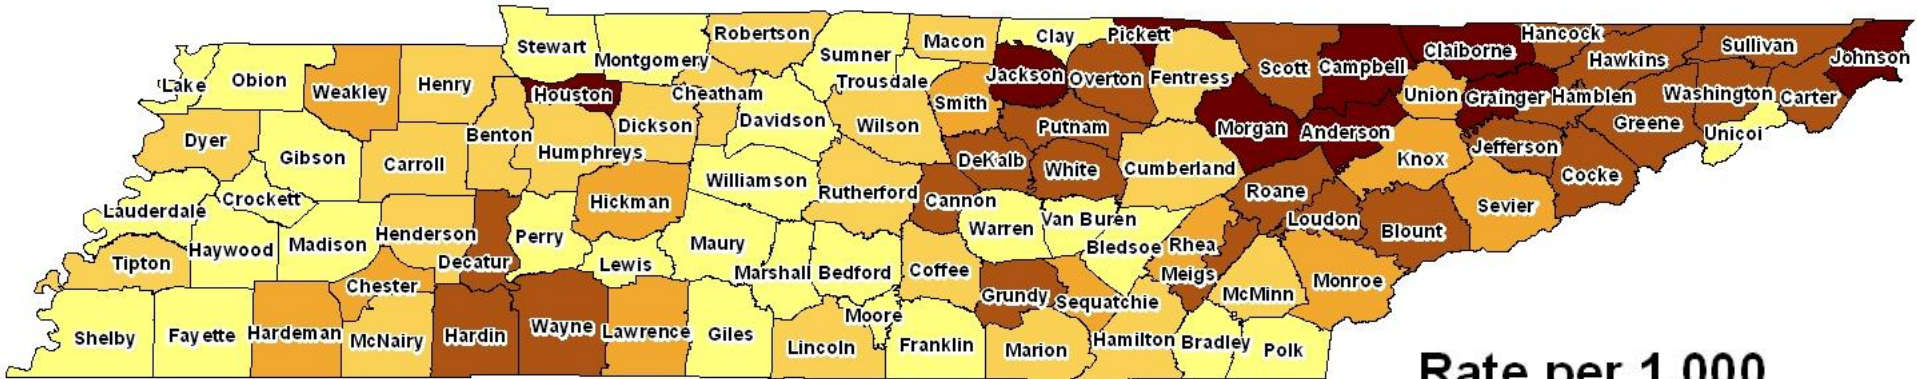 Stewart
Montgomery
Robertson
Sumner
Macon
Clay
Pickett
Hancock
Claiborne
Hawkins
Sullivan
Johnson
Lake
Obion
Weakley
Henry
Houston
Cheatham
Trousdale
Smith
Jackson
Overton
Fentress
Scott
Campbell
Union
Grainger
Hamblen
Washington
Carter
Dyer
Gibson
Carroll
Benton
Humphreys
Dickson
Davidson
Wilson
DeKalb
Putnam
White
Cumberland
Morgan
Anderson
Knox
Jefferson
Greene
Unicoi
Cocke
Lauderdale
Crockett
Haywood
Madison
Henderson
Decatur
Perry
Hickman
Lewis
Williamson
Maury
Rutherford
Cannon
Warren
Van Buren
Bledsoe
Rhea
Meigs
Roane
Loudon
Blount
Sevier
Tipton
Chester
Marshall
Bedford
Coffee
Grundy
Sequatchie
McMinn
Monroe
Shelby
Fayette
Hardeman
McNairy
Hardin
Wayne
Lawrence
Giles
Lincoln
Moore
Franklin
Marion
Hamilton
Bradley
Polk
Rate per 1,000